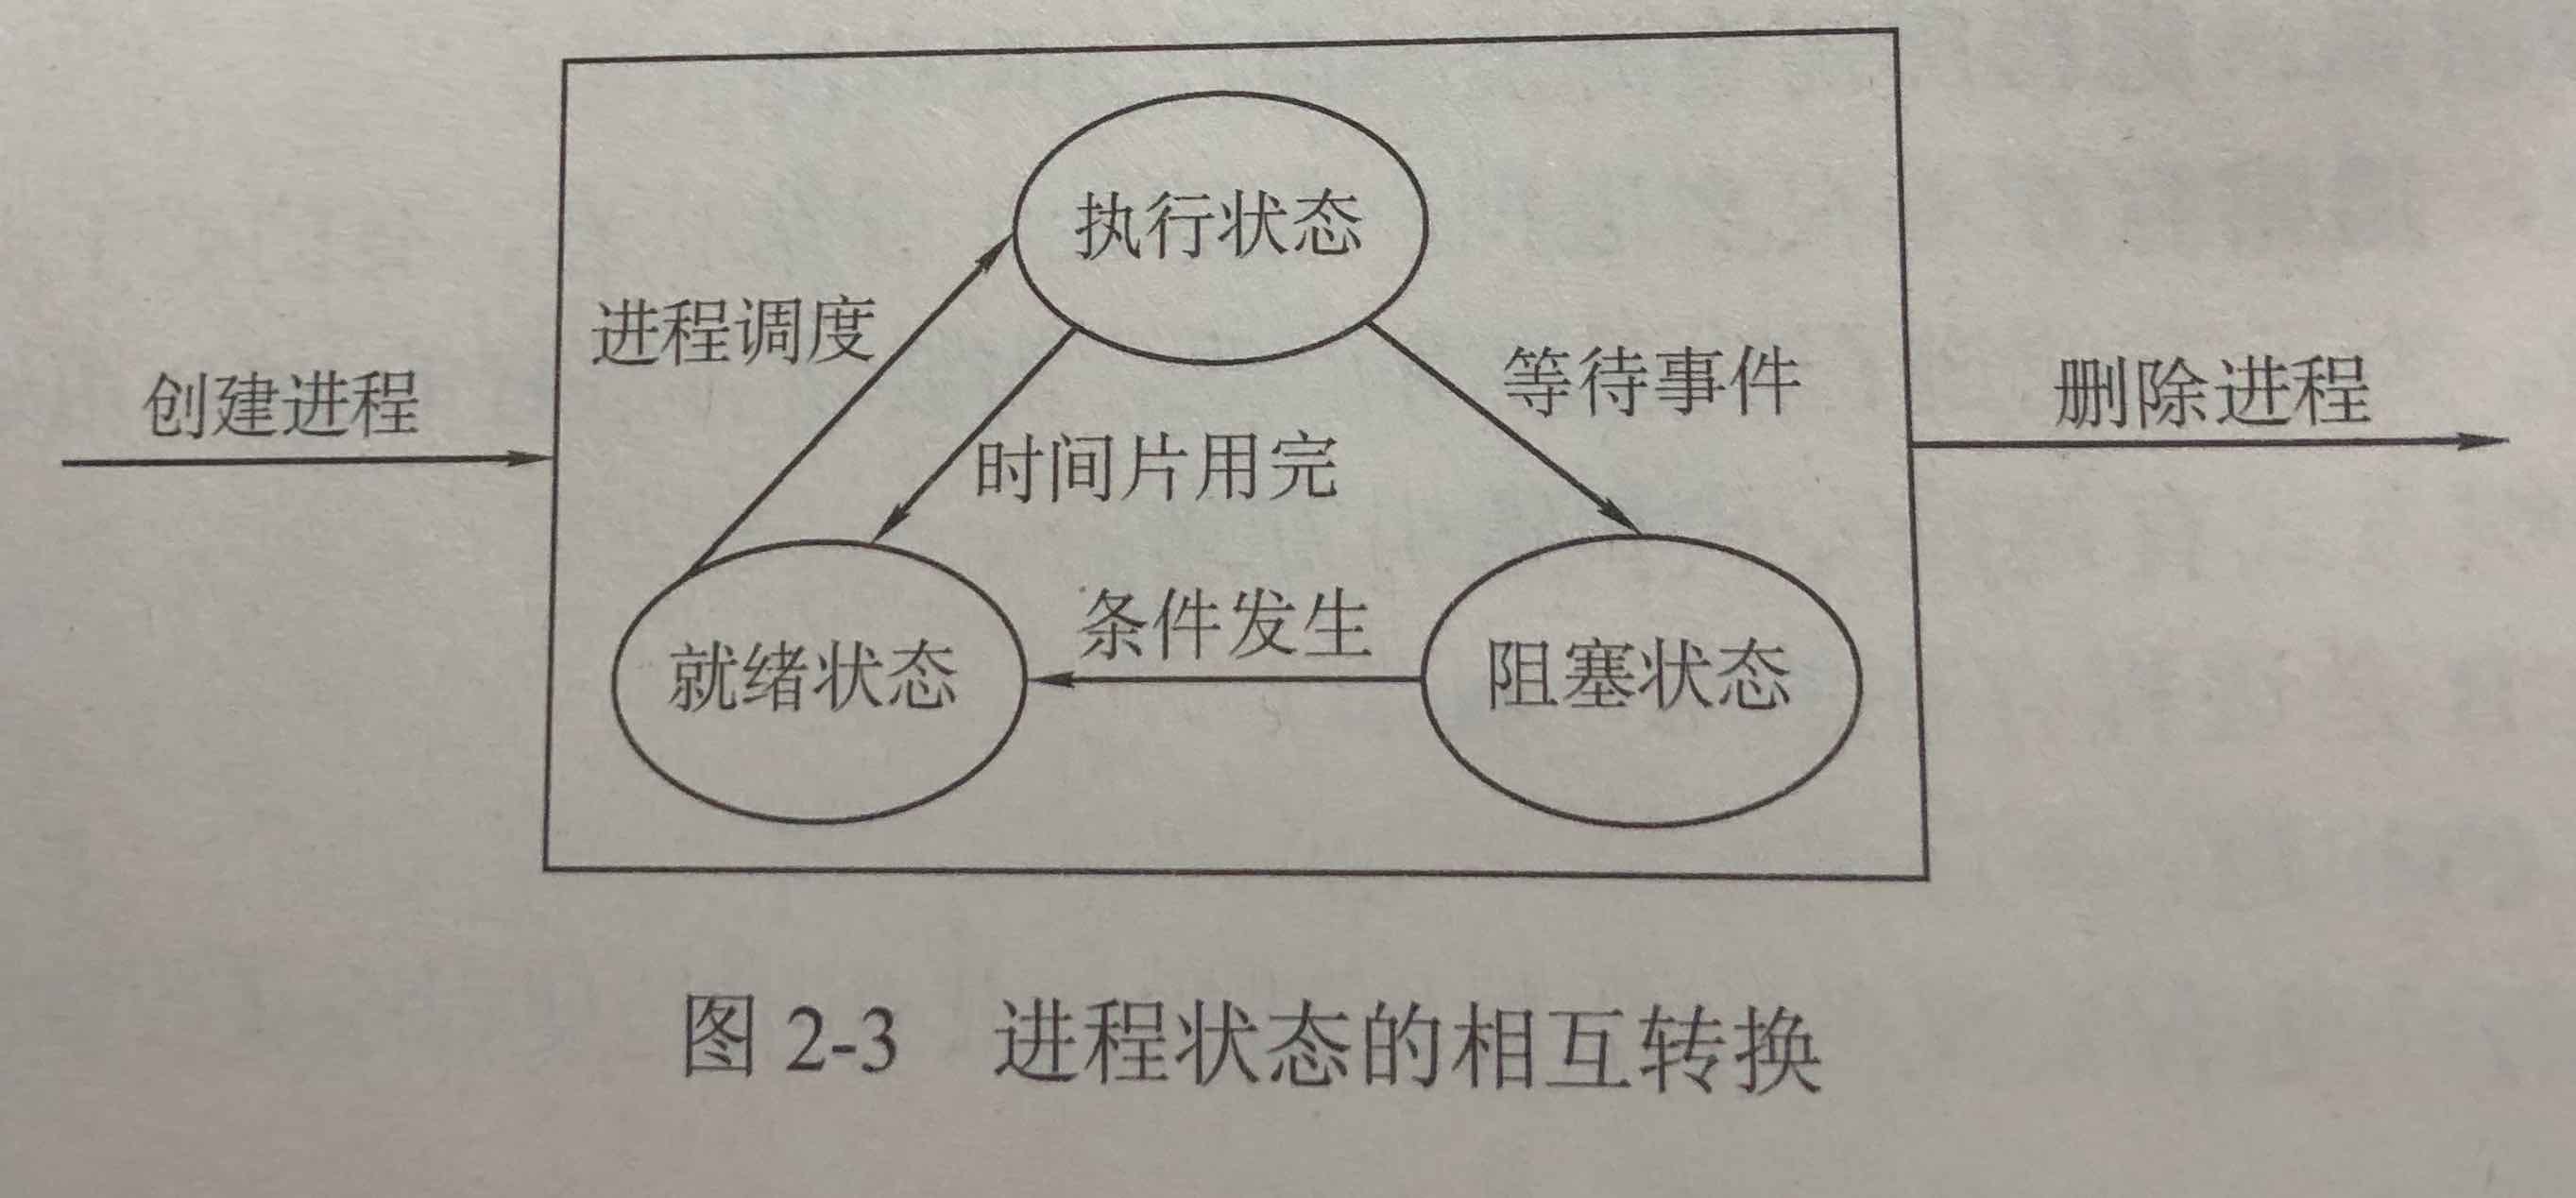 执行状态
进程调度
等待事件
创建进程
删除进程
时间片用完
条件发生
就绪状态
阻塞状态
图 2-3 进程状态的相互转换